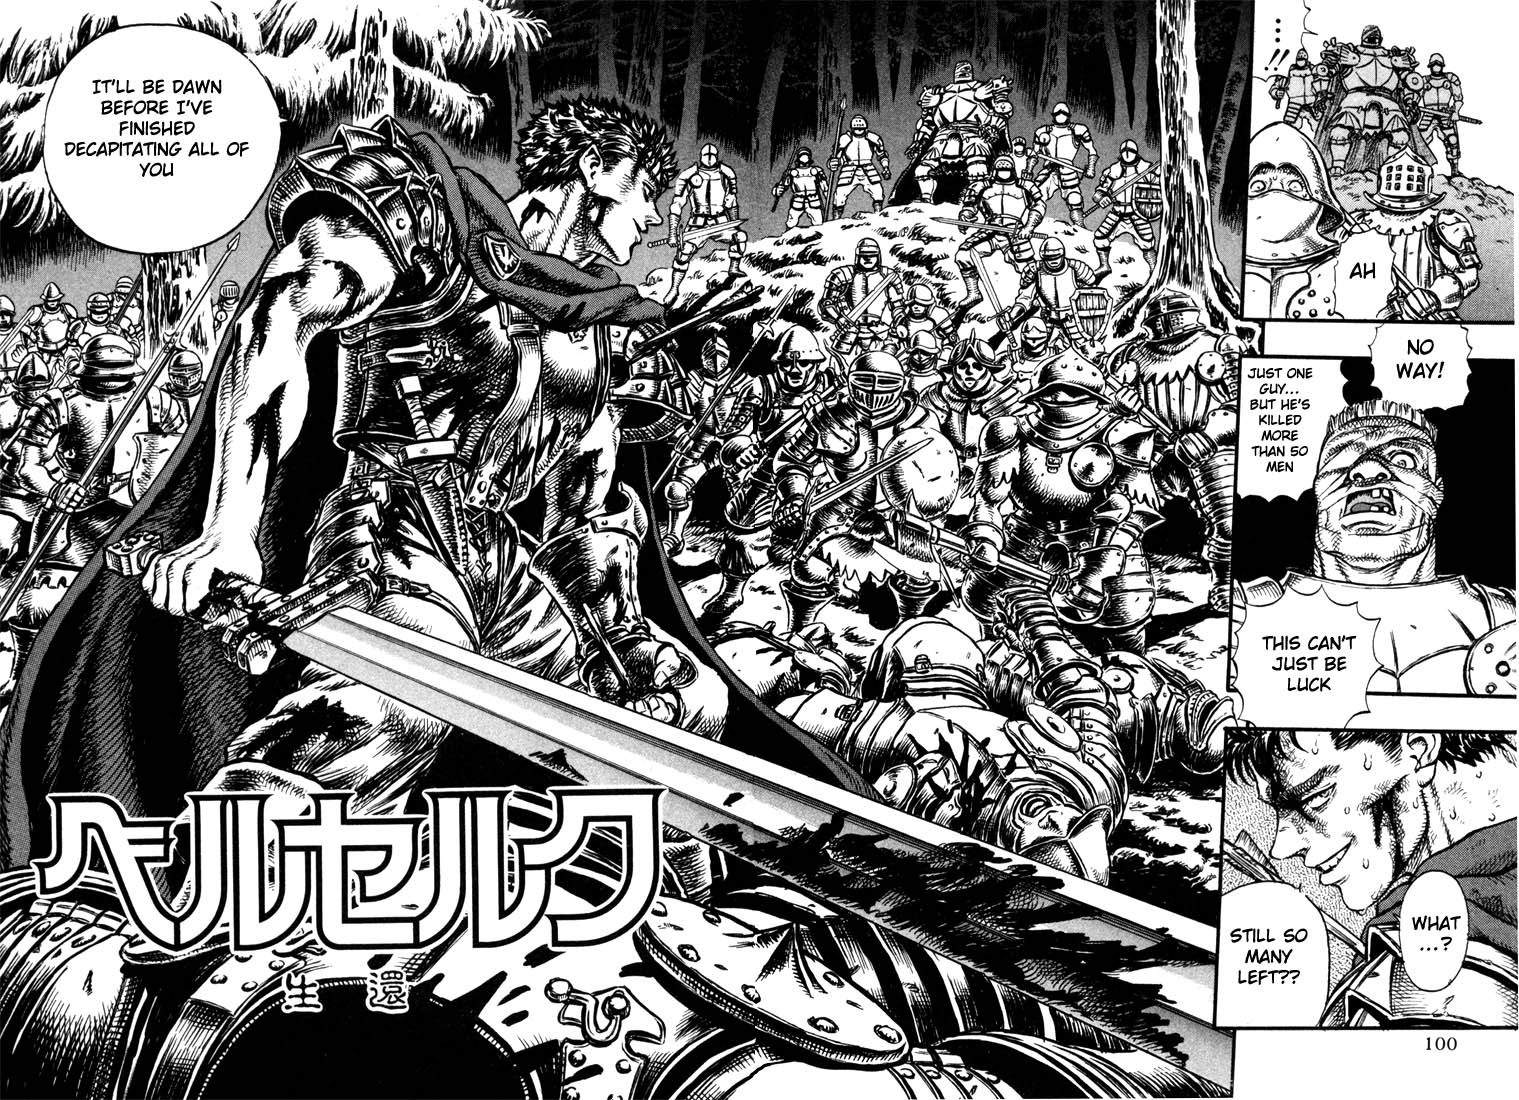 ...!!
AH
NO
WAY!
JUST ONE
GUY...
BUT HE'S
KILLED
MORE
THAN 50
MEN
THIS CAN'T
JUST BE
LUCK
WHAT
...?
STILL SO
MANY
LEFT??
100
IT'LL BE DAWN
BEFORE I'VE
FINISHED
DECAPITATING ALL OF
YOU
ベルセルク
生還